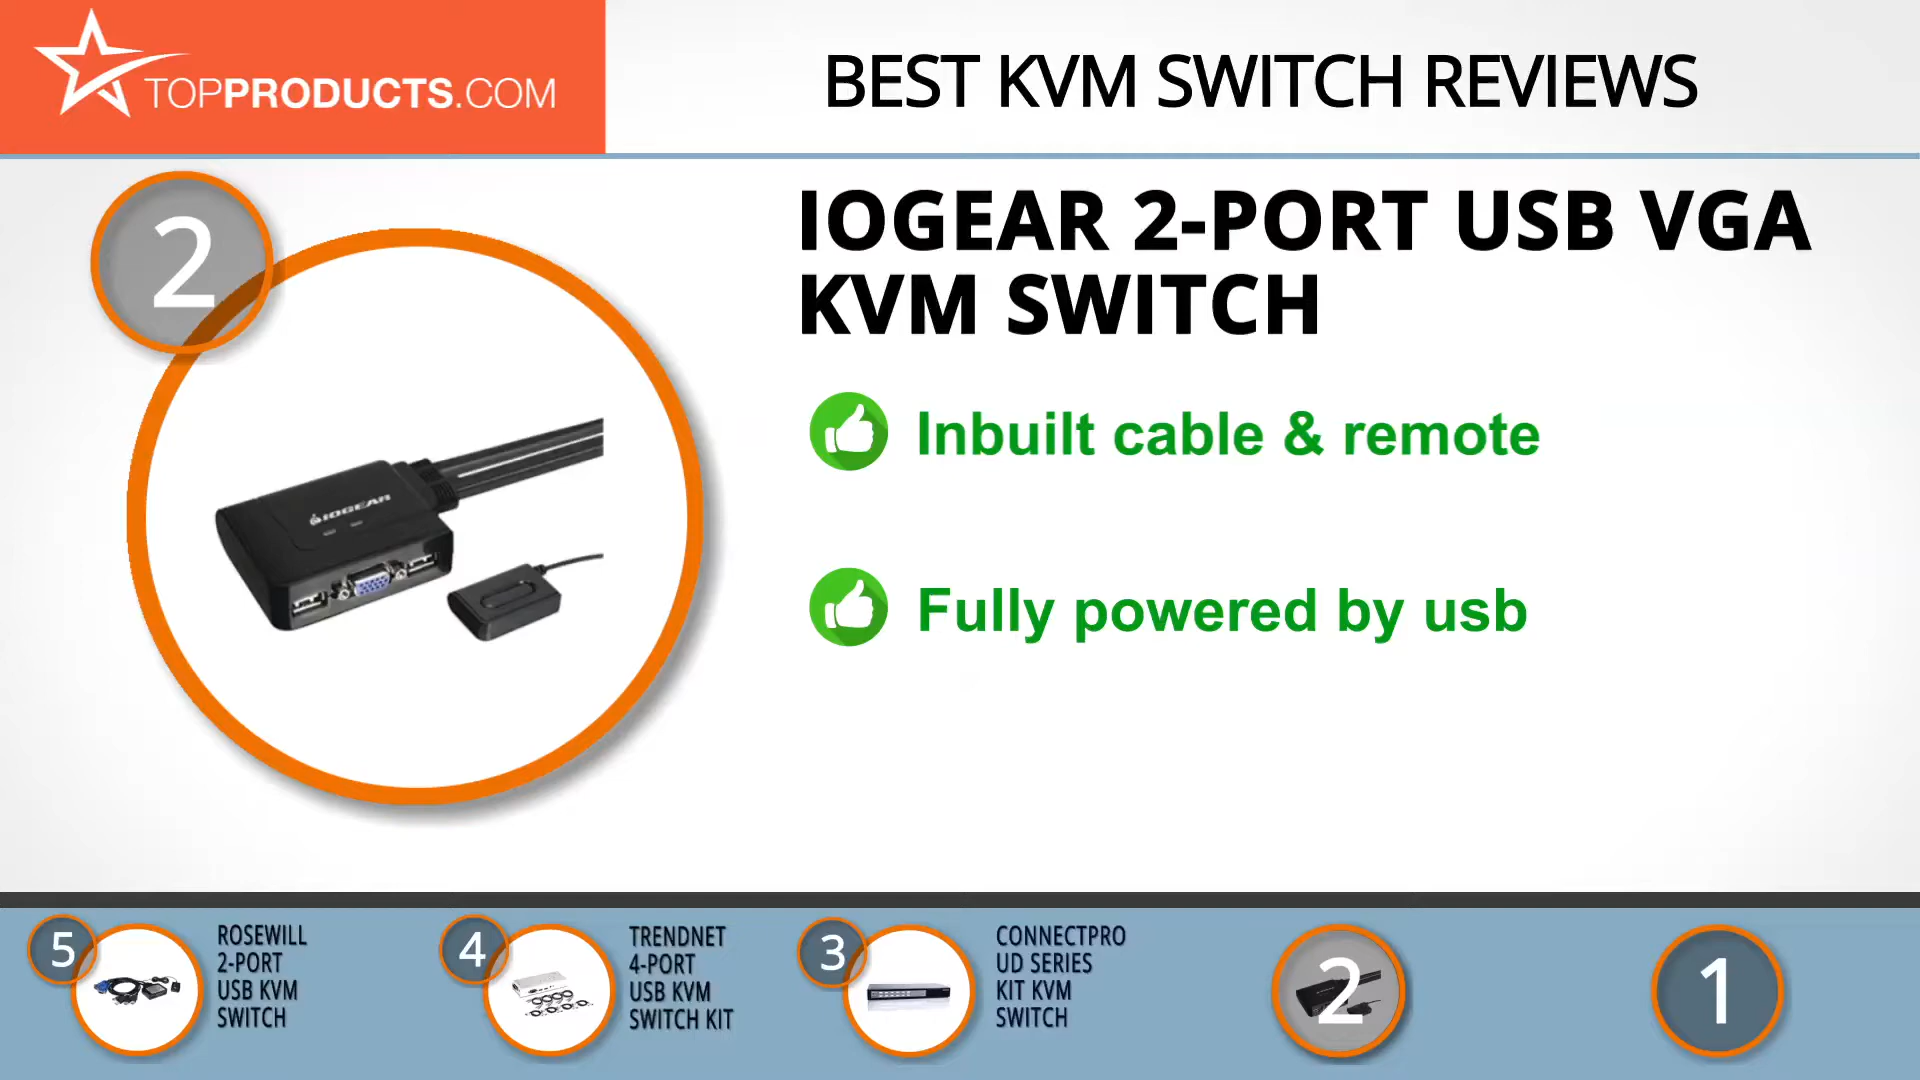 TOPPRODUCTS.COM
BEST KVM SWITCH REVIEWS
2
IOGEAR 2-PORT USB VGA
KVM SWITCH
IOGEAR
Inbuilt cable & remote
Fully powered by usb
5
ROSEWILL
2-PORT
USB KVM
SWITCH
4
TRENDNET
4-PORT
USB KVM
SWITCH KIT
3
CONNECTPRO
UD SERIES
KIT KVM
SWITCH
2
1